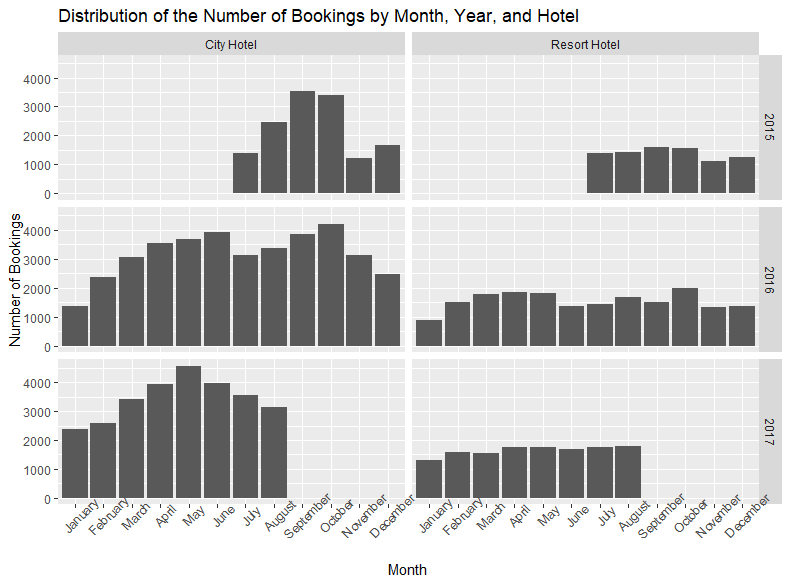 Distribution of the Number of Bookings by Month, Year, and Hotel
City Hotel
Resort Hotel
4000
3000
2000
1000
0
2015
Number of Bookings
4000
3000
2000
1000
0
2016
4000
3000
2000
1000
0
2017
January
February
March
April
May
June
July
August
September
October
November
December
January
February
March
April
May
June
July
August
September
October
November
December
Month